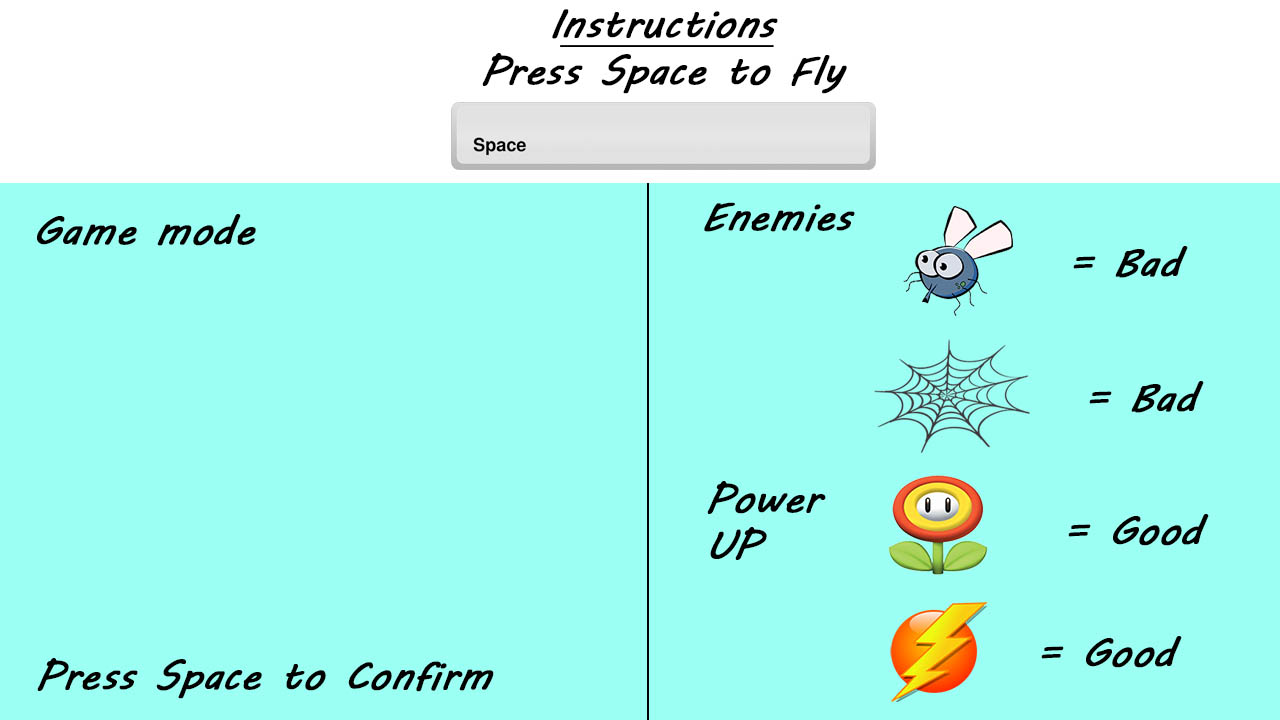 Instructions
Press Space to Fly
Space
Game mode
Press Space to Confirm
Enemies
= Bad
= Bad
Power
UP
= Good
= Good